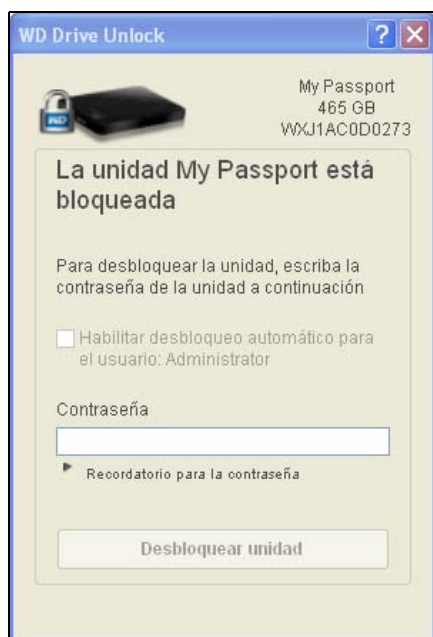 WD Drive Unlock
My Passport
465 GB
WXJ1AC0D0273
WD
La unidad My Passport está
bloqueada
Para desbloquear la unidad, escriba la
contraseña de la unidad a continuación
Habilitar desbloqueo automático para
el usuario: Administrator
Contraseña
Recordatorio para la contraseña
Desbloquear unidad